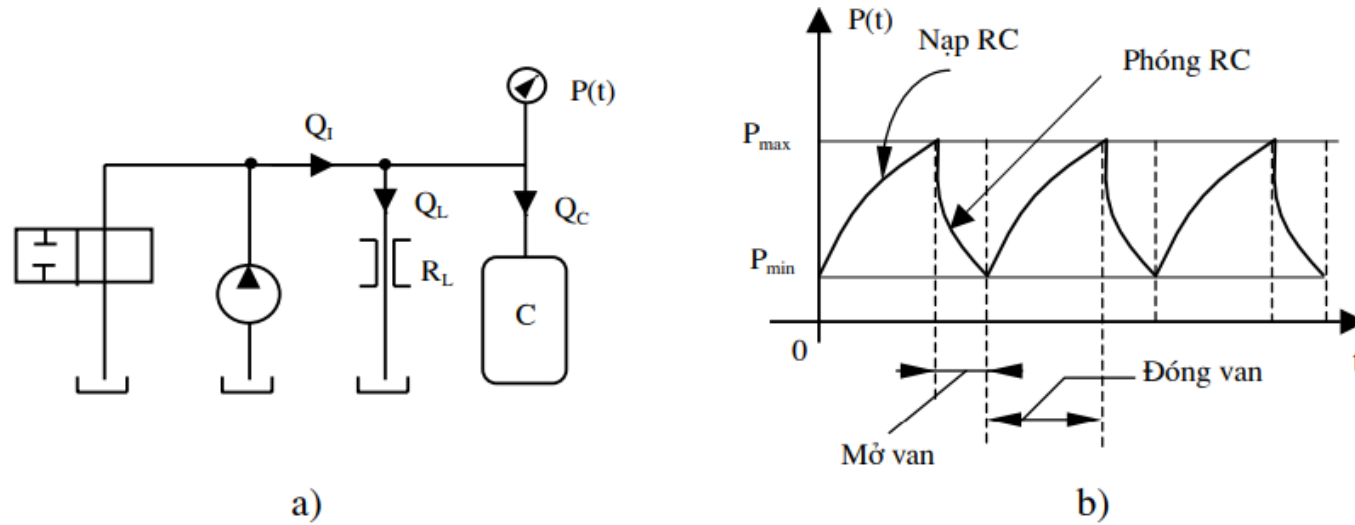 P(t)
Q_I
Q_L
Q_C
R_L
C
a)
P(t)
Nạp RC
Phóng RC
P_max
P_min
0
t
Đóng van
Mở van
b)